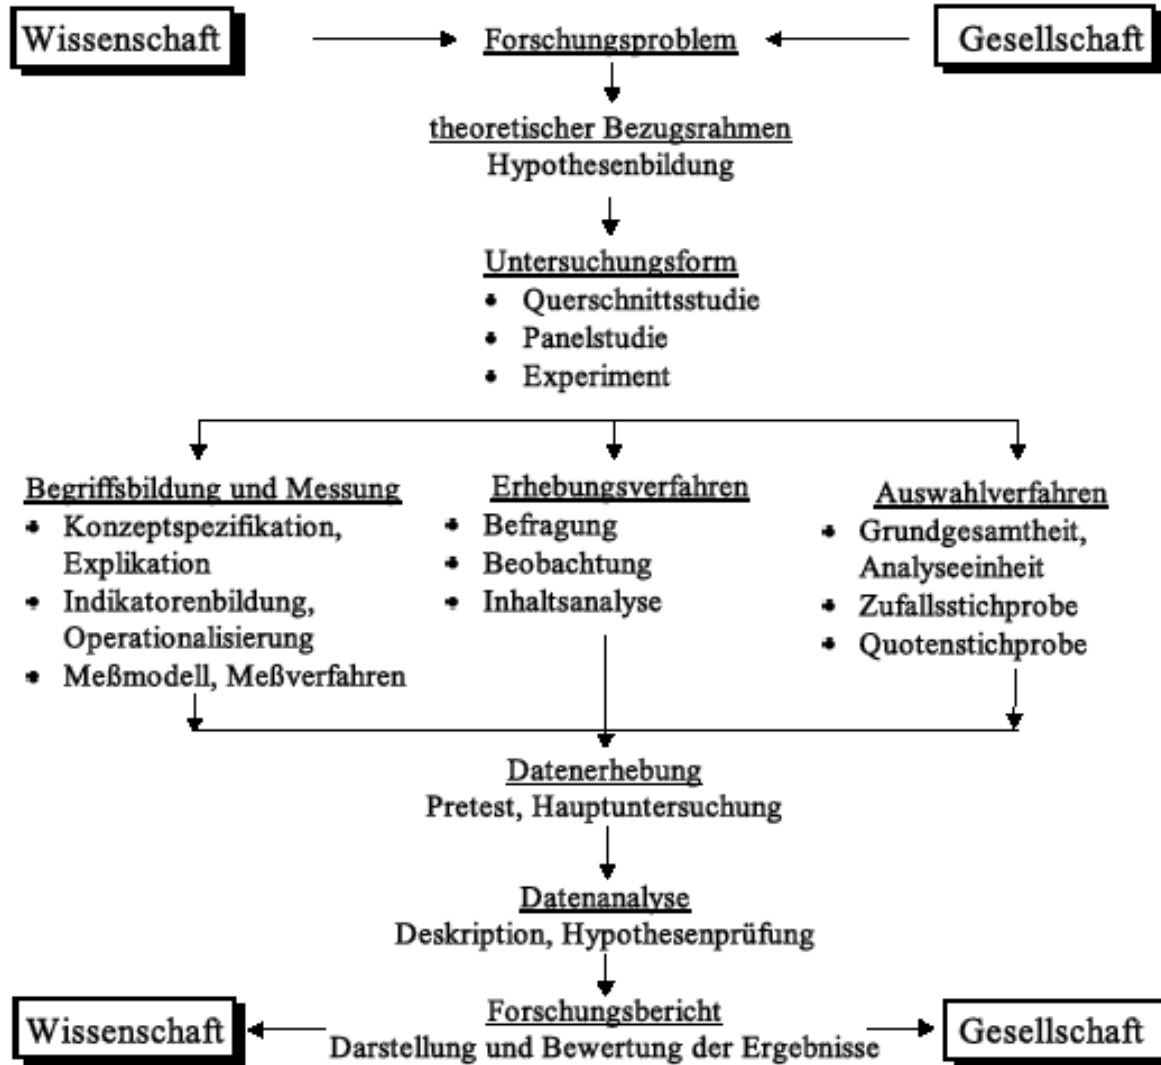 Wissenschaft
Forschungsproblem
Gesellschaft
theoretischer Bezugsrahmen
Hypothesenbildung
Untersuchungsform
• Querschnittsstudie
• Panelstudie
• Experiment
Begriffsbildung und Messung
• Konzeptspezifikation,
Explikation
• Indikatorenbildung,
Operationalisierung
• Meßmodell, Meßverfahren
Erhebungsverfahren
• Befragung
• Beobachtung
• Inhaltsanalyse
Auswahlverfahren
• Grundgesamtheit,
Analyseeinheit
• Zufallsstichprobe
• Quotenstichprobe
Datenerhebung
Pretest, Hauptuntersuchung
Datenanalyse
Deskription, Hypothesenprüfung
Wissenschaft
Forschungsbericht
Darstellung und Bewertung der Ergebnisse
Gesellschaft